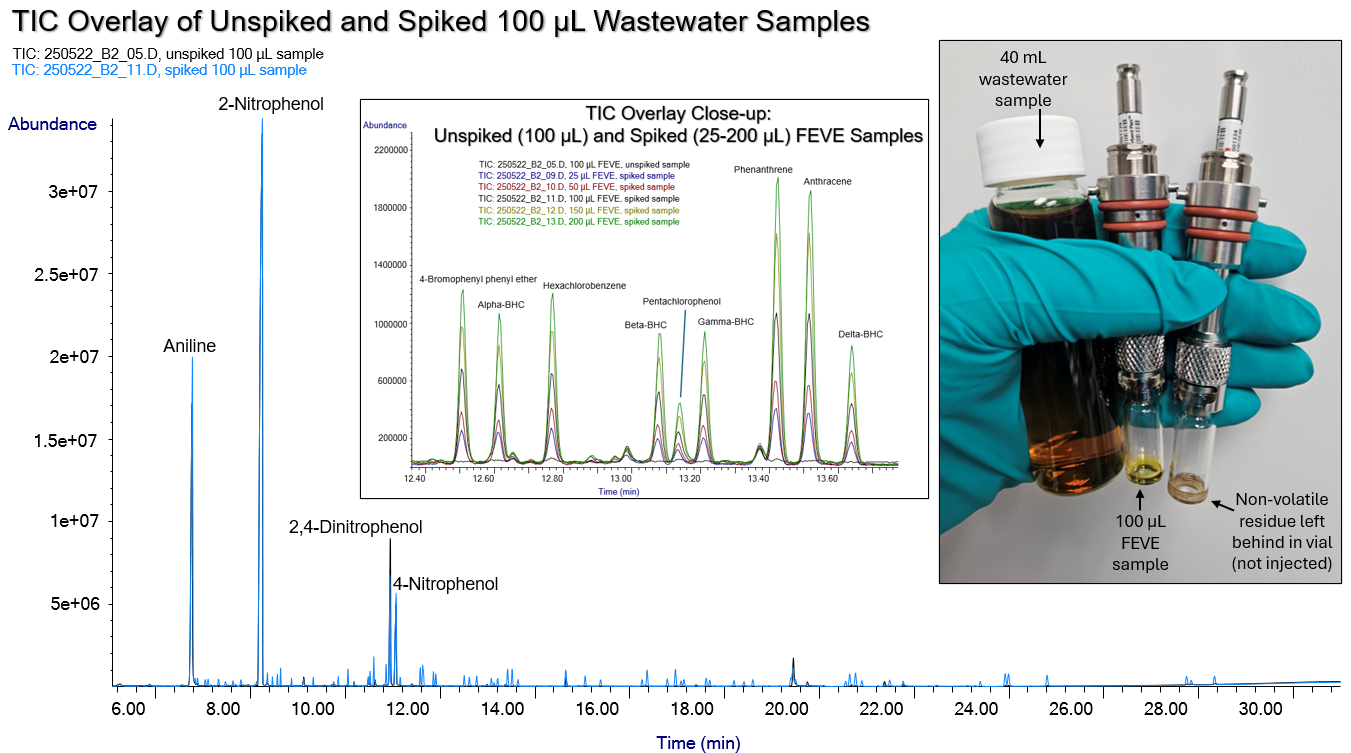 TIC Overlay of Unspiked and Spiked 100 µL Wastewater Samples
TIC: 250522_B2_05.D, unspiked 100 µL sample
TIC: 250522_B2_11.D, spiked 100 µL sample
Abundance
2-Nitrophenol
Aniline
2,4-Dinitrophenol
4-Nitrophenol
3e+07
2.5e+07
2e+07
1.5e+07
1e+07
5e+06
6.00 8.00 10.00 12.00 14.00 16.00 18.00 20.00 22.00 24.00 26.00 28.00 30.00
Time (min)
TIC Overlay Close-up:
Unspiked (100 µL) and Spiked (25-200 µL) FEVE Samples
Abundance
TIC: 250522_B2_05.D, 100 µL FEVE, unspiked sample
TIC: 250522_B2_09.D, 25 µL FEVE, spiked sample
TIC: 250522_B2_10.D, 50 µL FEVE, spiked sample
TIC: 250522_B2_11.D, 100 µL FEVE, spiked sample
TIC: 250522_B2_12.D, 150 µL FEVE, spiked sample
TIC: 250522_B2_13.D, 200 µL FEVE, spiked sample
2200000
1800000
1400000
1000000
600000
200000
4-Bromophenyl phenyl ether
Alpha-BHC
Hexachlorobenzene
Beta-BHC
Pentachlorophenol
Gamma-BHC
Phenanthrene
Anthracene
Delta-BHC
12.40 12.60 12.80 13.00 13.20 13.40 13.60
Time (min)
40 mL
wastewater
sample
100 µL
FEVE
sample
Non-volatile
residue left
behind in vial
(not injected)